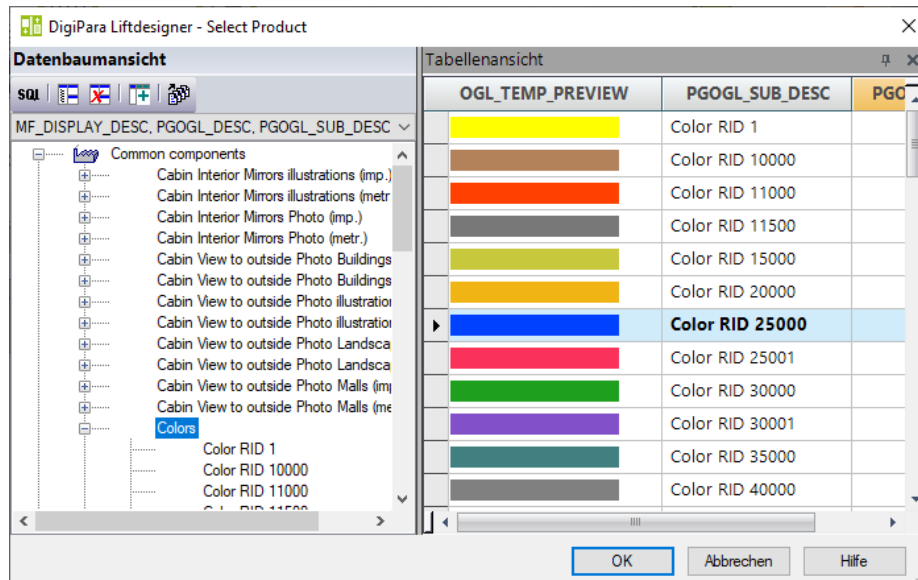 DigiPara Liftdesigner - Select Product
Datenbaumansicht
SQL
MF_DISPLAY_DESC, PGOGL_DESC, PGOGL_SUB_DESC
Common components
Cabin Interior Mirrors illustrations (imp.)
Cabin Interior Mirrors illustrations (metr
Cabin Interior Mirrors Photo (imp.)
Cabin Interior Mirrors Photo (metr.)
Cabin View to outside Photo Buildings
Cabin View to outside Photo Buildings
Cabin View to outside Photo illustration
Cabin View to outside Photo illustration
Cabin View to outside Photo Landsca
Cabin View to outside Photo Landsca
Cabin View to outside Photo Malls (im
Cabin View to outside Photo Malls (me
Colors
Color RID 1
Color RID 10000
Color RID 11000
Color RID 11500
Tabellenansicht
OGL_TEMP_PREVIEW PGOGL_SUB_DESC PGO
Color RID 1
Color RID 10000
Color RID 11000
Color RID 11500
Color RID 15000
Color RID 20000
Color RID 25000
Color RID 25001
Color RID 30000
Color RID 30001
Color RID 35000
Color RID 40000
OK Abbrechen Hilfe